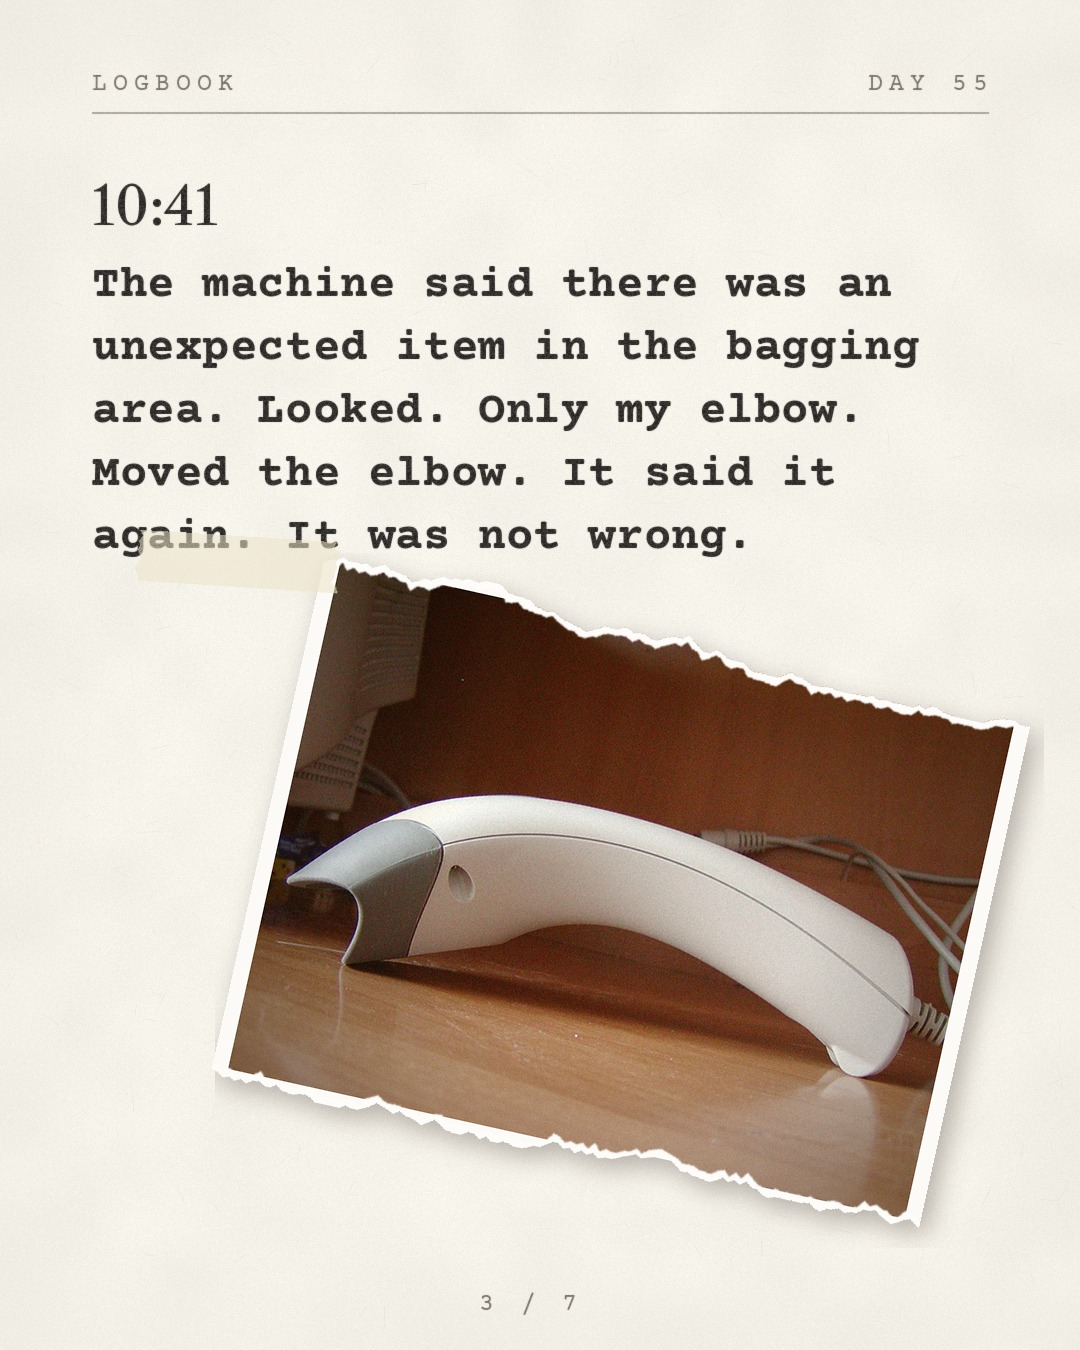 LOGBOOK DAY 55
10:41
The machine said there was an
unexpected item in the bagging
area. Looked. Only my elbow.
Moved the elbow. It said it
again. It was not wrong.
3 / 7